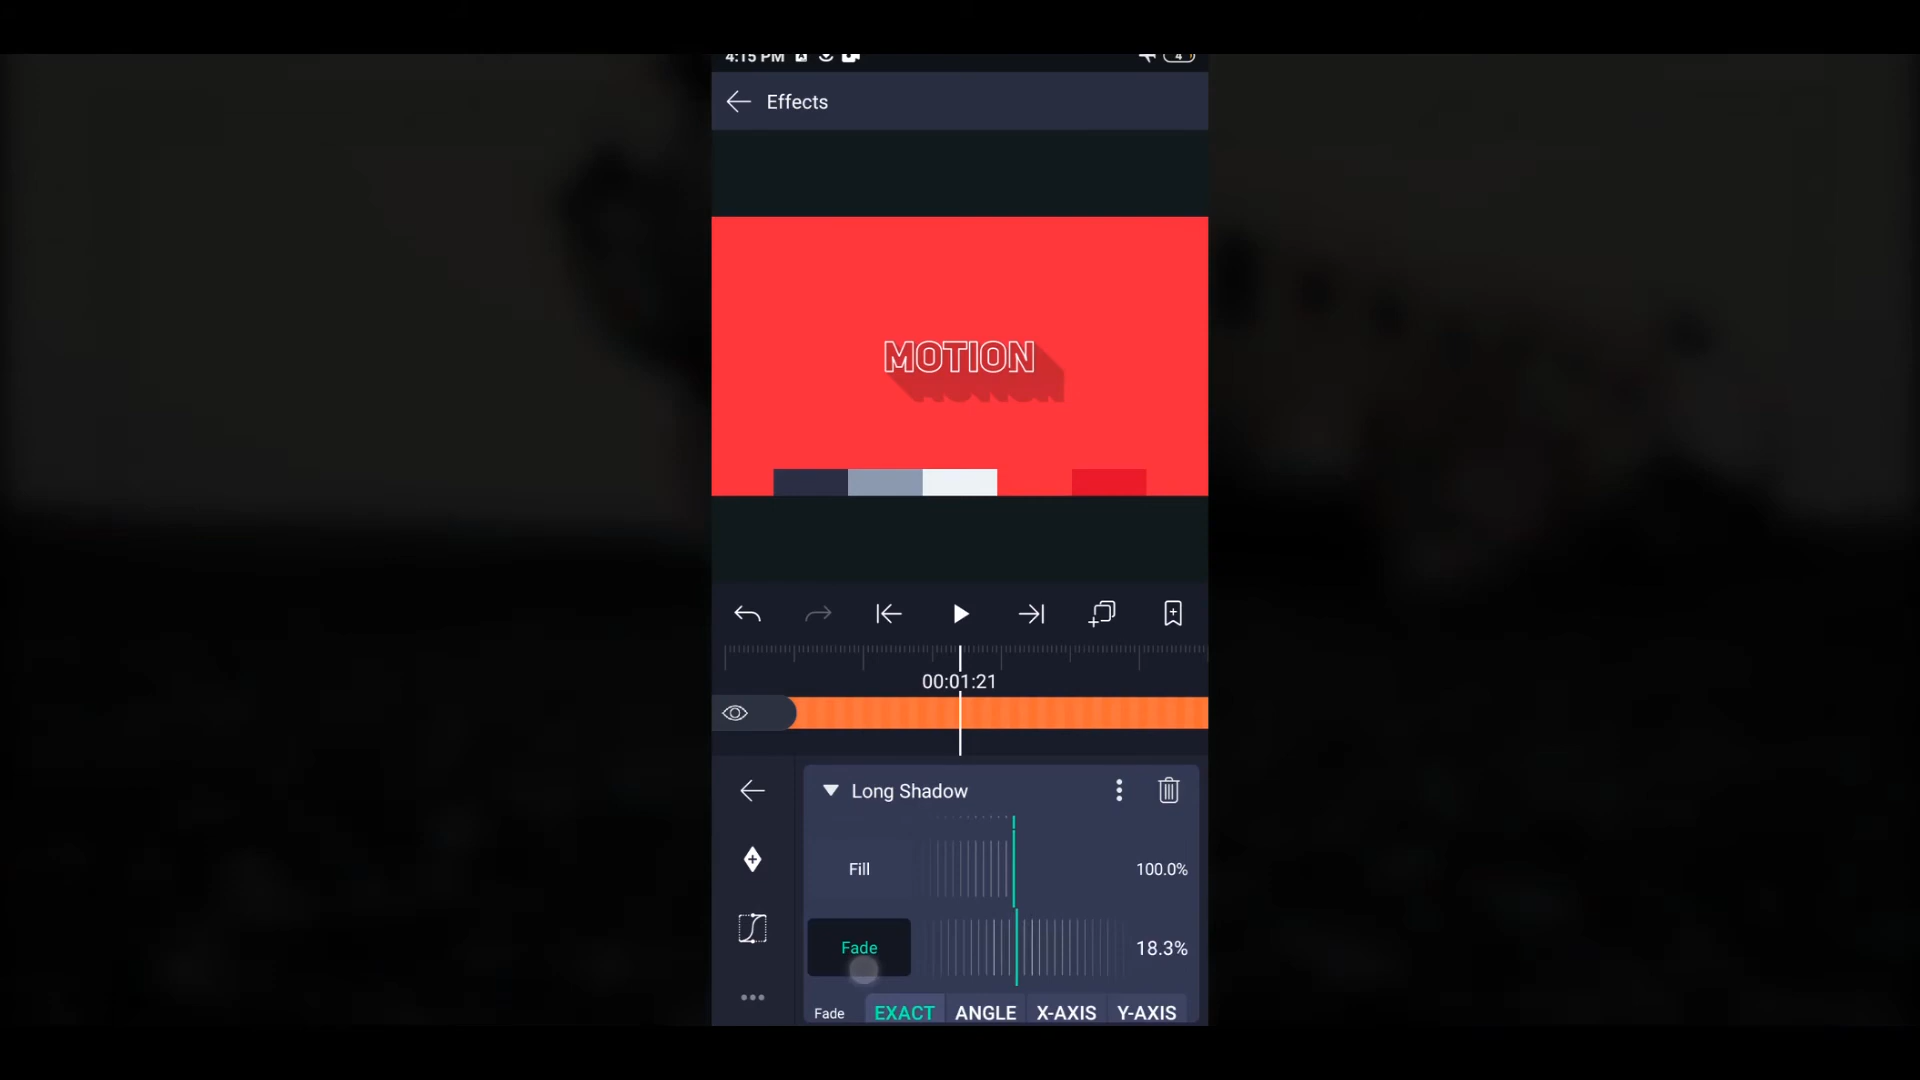 4:15 PM
4
Effects
MOTION
00:01:21
Long Shadow
Fill
100.0%
Fade
18.3%
Fade
EXACT
ANGLE
X-AXIS
Y-AXIS